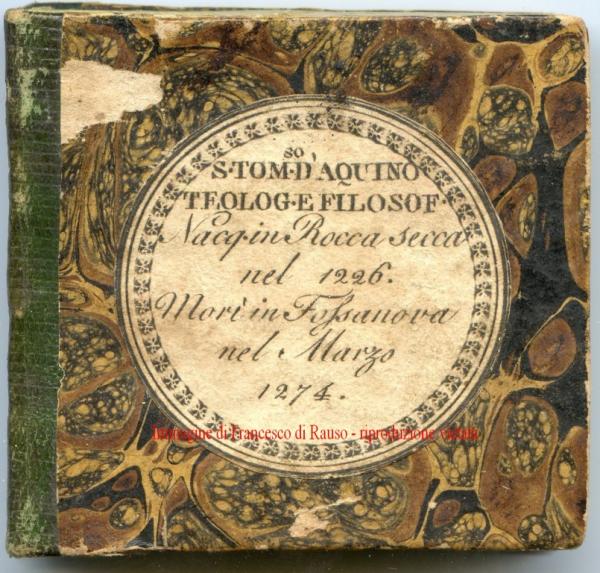 S·TOM·SO D'AQUINO
TEOLOG·E FILOSOF·
Nacq·in Rocca secca
nel 1226.
Morì in Fossanova
nel Marzo
1274.
Immagine di Francesco di Rauso - riproduzione vietata